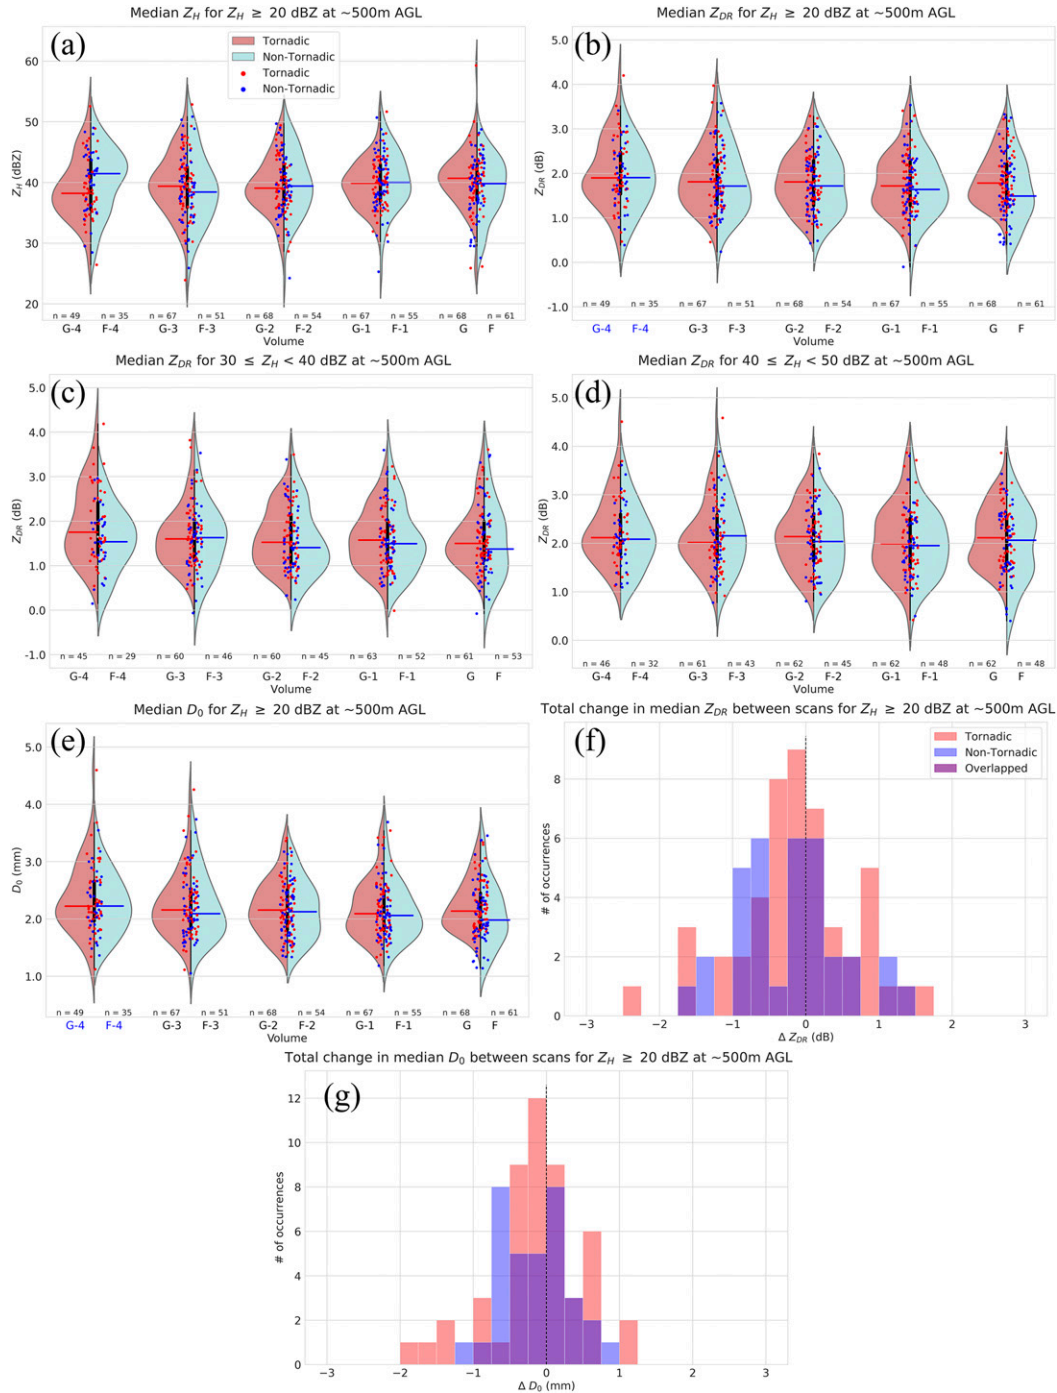 Median Z_H for Z_H ≥ 20 dBZ at ~500m AGL
(a)
Tornadic
Non-Tornadic
Tornadic
Non-Tornadic
60
50
40
30
20
Z_H (dBZ)
n = 49 n = 35 n = 67 n = 51 n = 68 n = 54 n = 67 n = 55 n = 68 n = 61
G-4 F-4 G-3 F-3 G-2 F-2 G-1 F-1 G F
Volume
Median Z_DR for Z_H ≥ 20 dBZ at ~500m AGL
(b)
5.0
4.0
3.0
2.0
1.0
0.0
-1.0
Z_DR (dB)
n = 49 n = 35 n = 67 n = 51 n = 68 n = 54 n = 67 n = 55 n = 68 n = 61
G-4 F-4 G-3 F-3 G-2 F-2 G-1 F-1 G F
Volume
Median Z_DR for 30 ≤ Z_H < 40 dBZ at ~500m AGL
(c)
5.0
4.0
3.0
2.0
1.0
0.0
-1.0
Z_DR (dB)
n = 45 n = 29 n = 60 n = 46 n = 60 n = 45 n = 63 n = 52 n = 61 n = 53
G-4 F-4 G-3 F-3 G-2 F-2 G-1 F-1 G F
Volume
Median Z_DR for 40 ≤ Z_H < 50 dBZ at ~500m AGL
(d)
5.0
4.0
3.0
2.0
1.0
0.0
Z_DR (dB)
n = 46 n = 32 n = 61 n = 43 n = 62 n = 45 n = 62 n = 48 n = 62 n = 48
G-4 F-4 G-3 F-3 G-2 F-2 G-1 F-1 G F
Volume
Median D_0 for Z_H ≥ 20 dBZ at ~500m AGL
(e)
5.0
4.0
3.0
2.0
1.0
D_0 (mm)
n = 49 n = 35 n = 67 n = 51 n = 68 n = 54 n = 67 n = 55 n = 68 n = 61
G-4 F-4 G-3 F-3 G-2 F-2 G-1 F-1 G F
Volume
Total change in median Z_DR between scans for Z_H ≥ 20 dBZ at ~500m AGL
(f)
Tornadic
Non-Tornadic
Overlapped
8
6
4
2
0
# of occurrences
−3 −2 −1 0 1 2 3
Δ Z_DR (dB)
Total change in median D_0 between scans for Z_H ≥ 20 dBZ at ~500m AGL
(g)
12
10
8
6
4
2
0
# of occurrences
−3 −2 −1 0 1 2 3
Δ D_0 (mm)